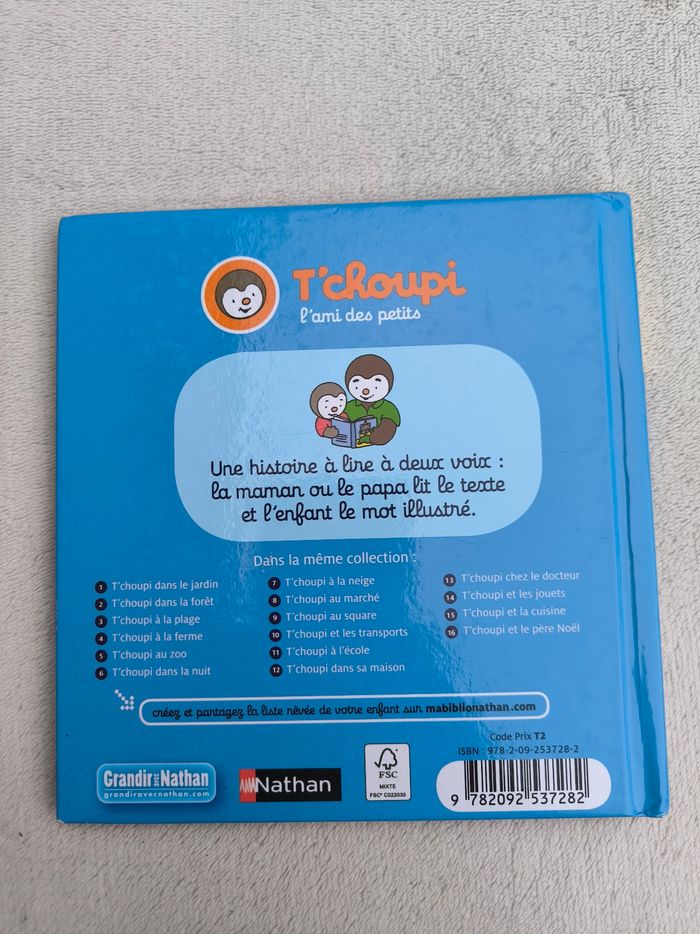 T'choupi
l'ami des petits
Une histoire à lire à deux voix :
la maman ou le papa lit le texte
et l'enfant le mot illustré.
Dans la même collection :
1 T'choupi dans le jardin
2 T'choupi dans la forêt
3 T'choupi à la plage
4 T'choupi à la ferme
5 T'choupi au zoo
6 T'choupi dans la nuit
7 T'choupi à la neige
8 T'choupi au marché
9 T'choupi au square
10 T'choupi et les transports
11 T'choupi à l'école
12 T'choupi dans sa maison
13 T'choupi chez le docteur
14 T'choupi et les jouets
15 T'choupi et la cuisine
16 T'choupi et le père Noël
créez et partagez la liste rêvée de votre enfant sur mabiblionathan.com
Grandir avec Nathan
grandiravecnathan.com
Nathan
FSC
MIXTE
FSC® C022030
Code Prix T2
ISBN : 978-2-09-253728-2
9 782092 537282